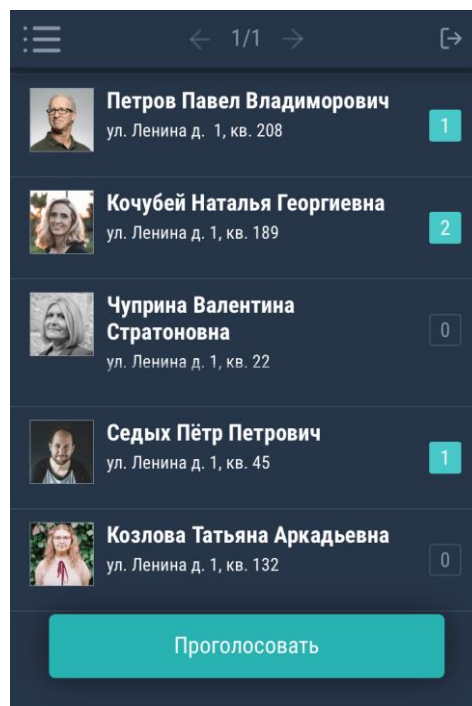 1/1
Петров Павел Владиморович
ул. Ленина д. 1, кв. 208
1
Кочубей Наталья Георгиевна
ул. Ленина д. 1, кв. 189
2
Чуприна Валентина
Стратоновна
ул. Ленина д. 1, кв. 22
0
Седых Пётр Петрович
ул. Ленина д. 1, кв. 45
1
Козлова Татьяна Аркадьевна
ул. Ленина д. 1, кв. 132
0
Проголосовать